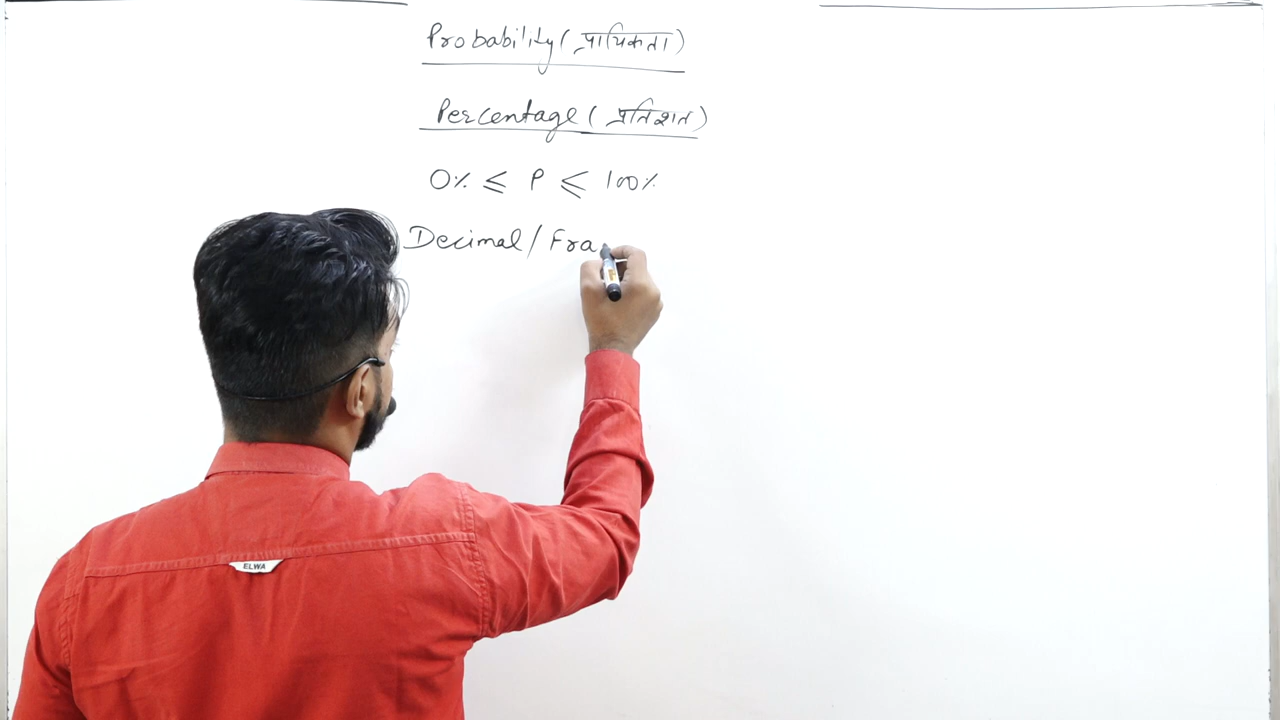 Probability (प्रायिकता)
Percentage (प्रतिशत)
0% ≤ P ≤ 100%
Decimal / Fra
ELWA